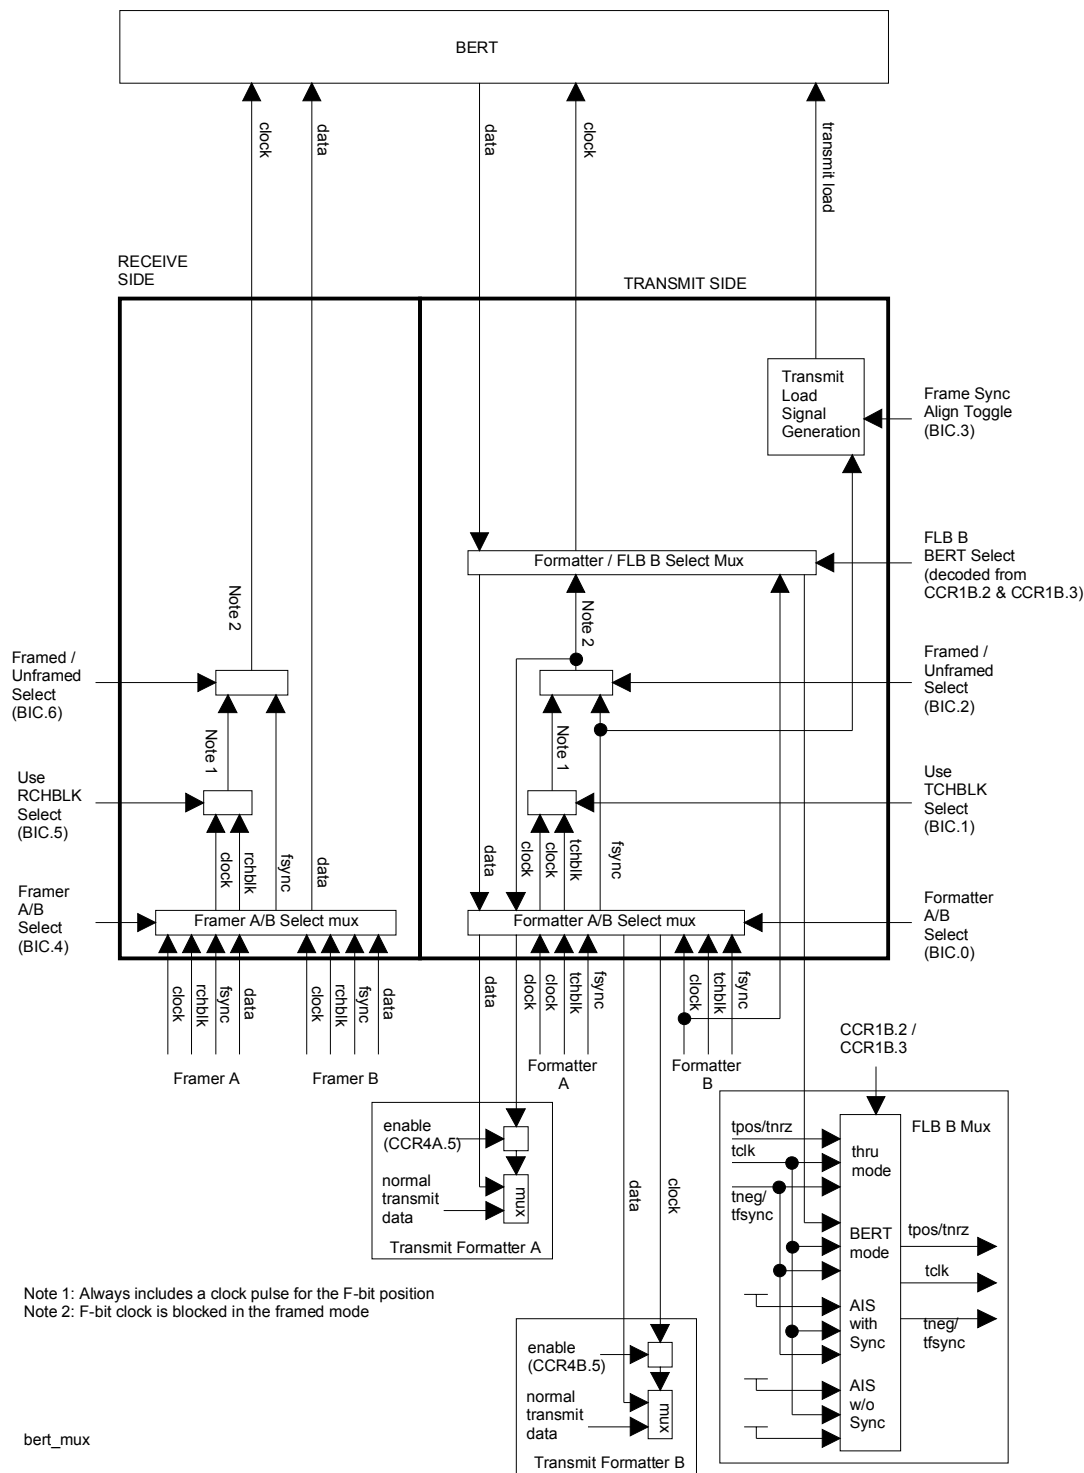 BERT
clock
data
data
clock
transmit load
RECEIVE
SIDE
TRANSMIT SIDE
Transmit
Load
Signal
Generation
Frame Sync
Align Toggle
(BIC.3)
Formatter / FLB B Select Mux
FLB B
BERT Select
(decoded from
CCR1B.2 & CCR1B.3)
Note 2
Note 2
Framed /
Unframed
Select
(BIC.6)
Framed /
Unframed
Select
(BIC.2)
Note 1
Note 1
Use
RCHBLK
Select
(BIC.5)
Use
TCHBLK
Select
(BIC.1)
clock
rchblk
fsync
data
data
clock
clock
tchblk
fsync
Framer
A/B
Select
(BIC.4)
Framer A/B Select mux
Formatter A/B Select mux
Formatter
A/B
Select
(BIC.0)
clock
rchblk
fsync
data
clock
rchblk
fsync
data
data
clock
clock
tchblk
fsync
clock
tchblk
fsync
Framer A
Framer B
Formatter
A
Formatter
B
CCR1B.2 /
CCR1B.3
enable
(CCR4A.5)
normal
transmit
data
mux
Transmit Formatter A
data
clock
FLB B Mux
tpos/tnrz
tclk
tneg/
tfsync
thru
mode
BERT
mode
AIS
with
Sync
AIS
w/o
Sync
tpos/tnrz
tclk
tneg/
tfsync
Note 1: Always includes a clock pulse for the F-bit position
Note 2: F-bit clock is blocked in the framed mode
enable
(CCR4B.5)
normal
transmit
data
mux
Transmit Formatter B
bert_mux